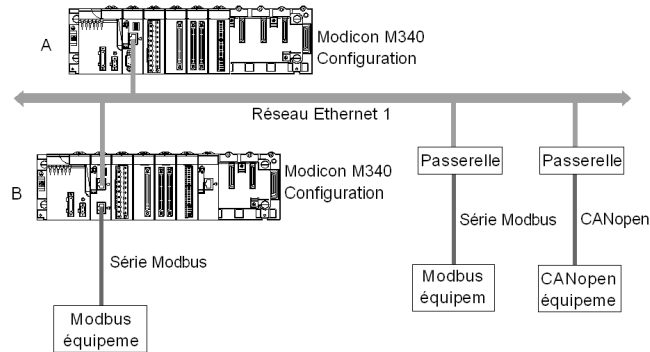 A
Modicon M340
Configuration
Réseau Ethernet 1
B
Modicon M340
Configuration
Passerelle
Passerelle
Série Modbus
CANopen
Série Modbus
Modbus
équipem
CANopen
équipeme
Modbus
équipeme